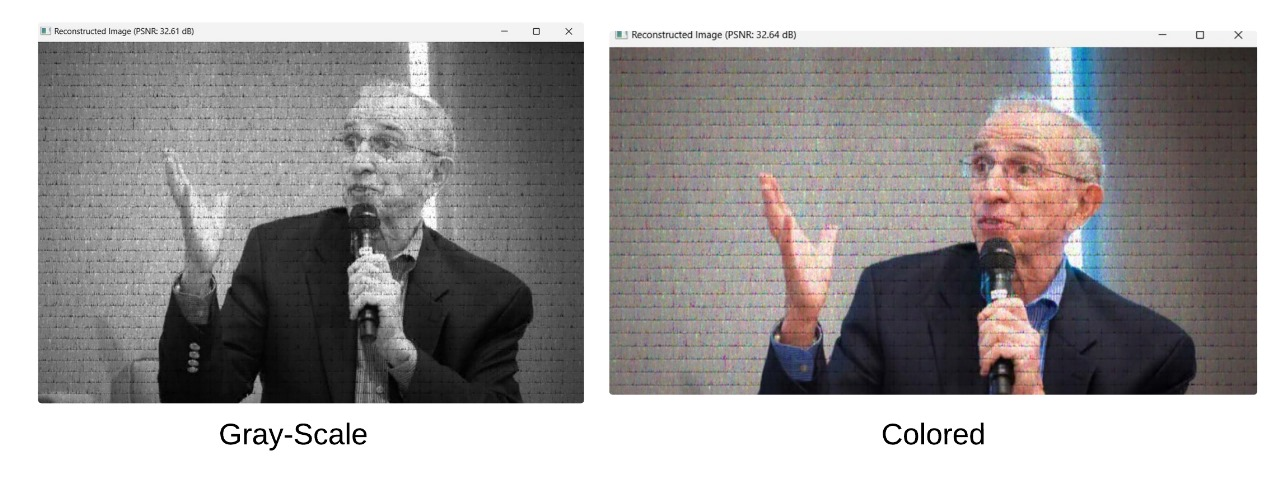 Reconstructed Image (PSNR: 32.61 dB)
Reconstructed Image (PSNR: 32.64 dB)
Gray-Scale
Colored